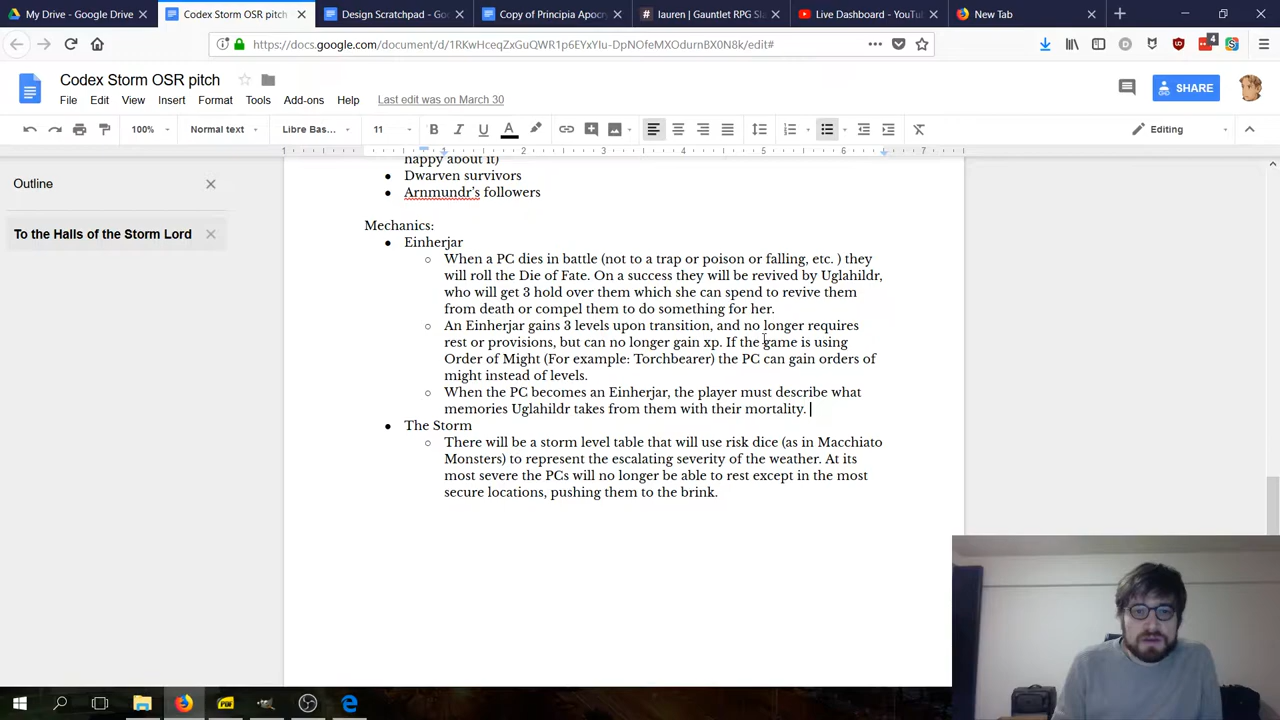 My Drive - Google Drive
Codex Storm OSR pitch
Design Scratchpad - Go
Copy of Principia Apocr
lauren | Gauntlet RPG Sl
Live Dashboard - YouTu
New Tab
https://docs.google.com/document/d/1RKwHceqZxGuQWR1p6EYxYIu-DpNOfeMXOdurnBX0N8k/edit#
4
Codex Storm OSR pitch
File Edit View Insert Format Tools Add-ons Help Last edit was on March 30
SHARE
100% Normal text Libre Bas... 11 Editing
1 1 2 3 4 5 6 7
Outline
To the Halls of the Storm Lord
happy about it)
Dwarven survivors
Arnmundr's followers
Mechanics:
Einherjar
When a PC dies in battle (not to a trap or poison or falling, etc. ) they
will roll the Die of Fate. On a success they will be revived by Uglahildr,
who will get 3 hold over them which she can spend to revive them
from death or compel them to do something for her.
An Einherjar gains 3 levels upon transition, and no longer requires
rest or provisions, but can no longer gain xp. If the game is using
Order of Might (For example: Torchbearer) the PC can gain orders of
might instead of levels.
When the PC becomes an Einherjar, the player must describe what
memories Uglahildr takes from them with their mortality.
The Storm
There will be a storm level table that will use risk dice (as in Macchiato
Monsters) to represent the escalating severity of the weather. At its
most severe the PCs will no longer be able to rest except in the most
secure locations, pushing them to the brink.